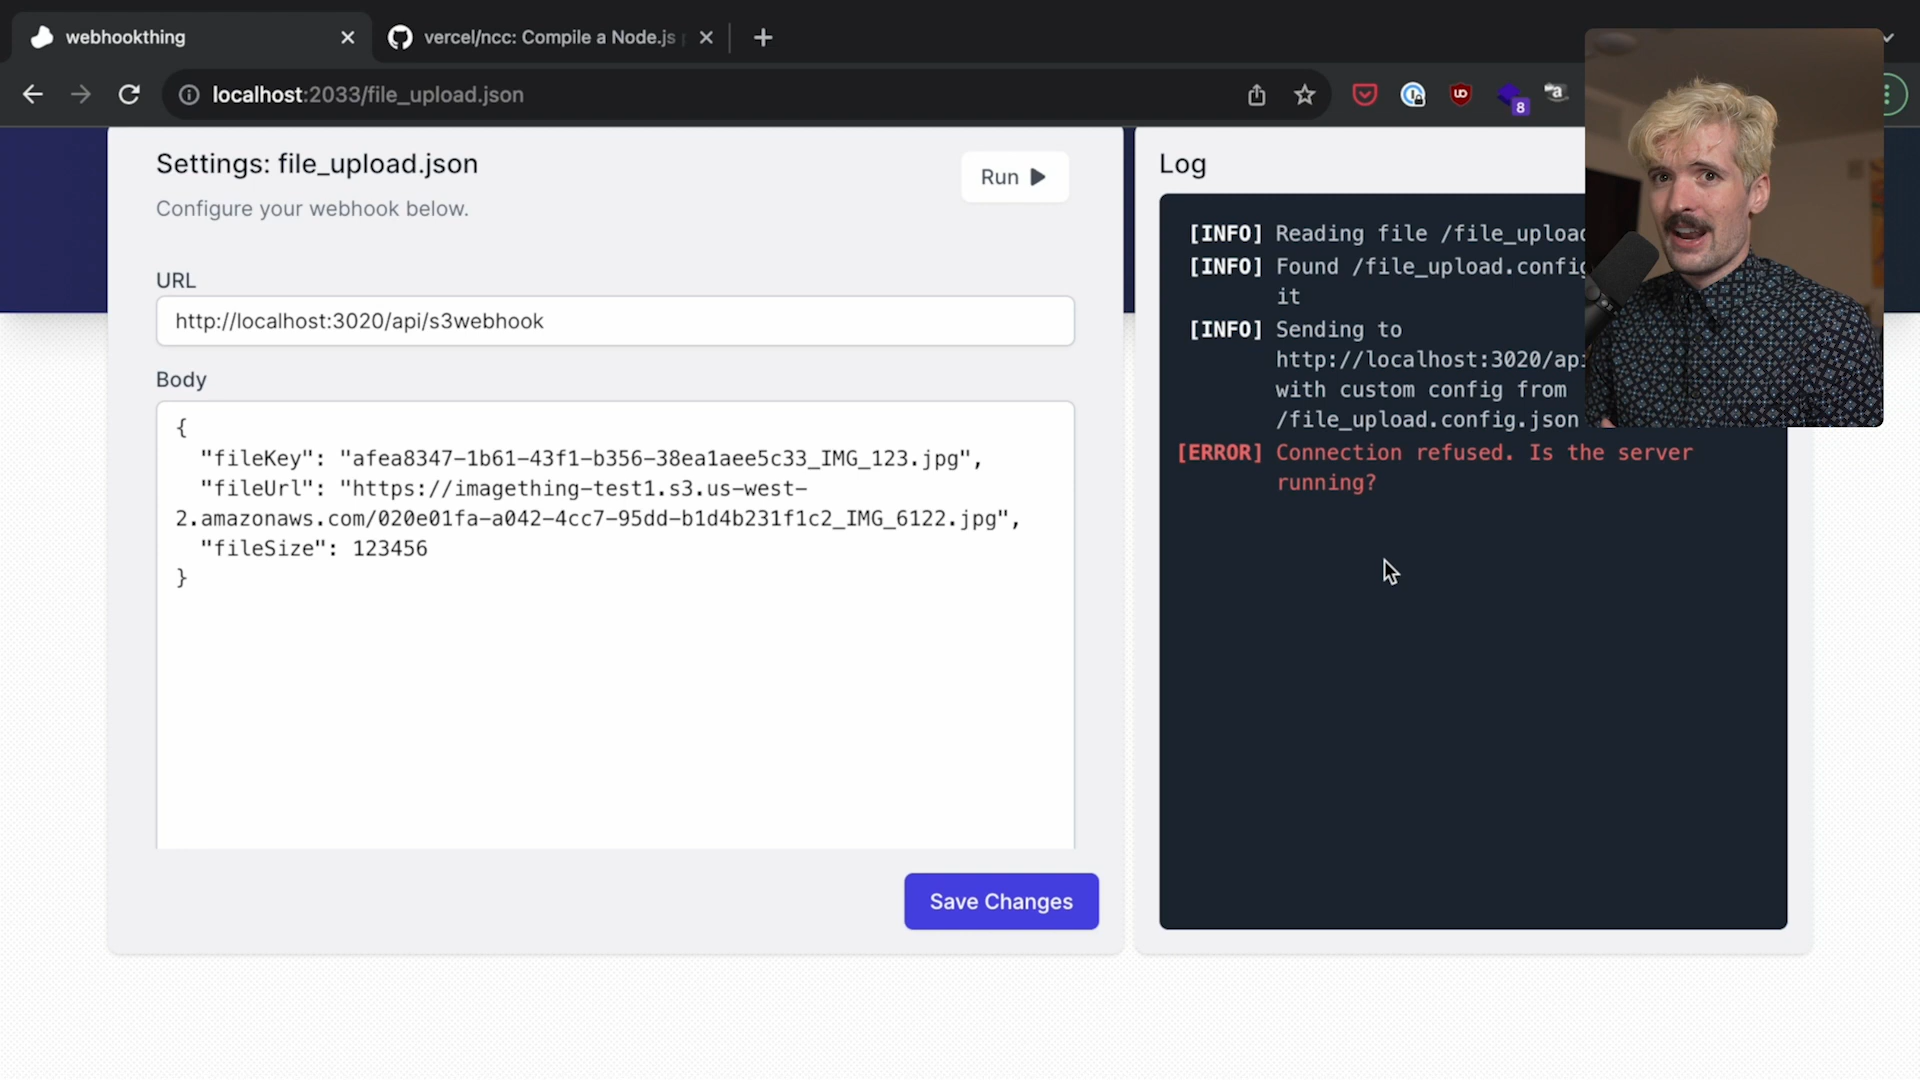 webhookthing
vercel/ncc: Compile a Node.js
localhost:2033/file_upload.json
8
Settings: file_upload.json
Run
Configure your webhook below.
URL
http://localhost:3020/api/s3webhook
Body
{
"fileKey": "afea8347-1b61-43f1-b356-38ea1aee5c33_IMG_123.jpg",
"fileUrl": "https://imagething-test1.s3.us-west-
2.amazonaws.com/020e01fa-a042-4cc7-95dd-b1d4b231f1c2_IMG_6122.jpg",
"fileSize": 123456
}
Save Changes
Log
[INFO] Reading file /file_upload
[INFO] Found /file_upload.config
it
[INFO] Sending to
http://localhost:3020/api
with custom config from
/file_upload.config.json
[ERROR] Connection refused. Is the server
running?